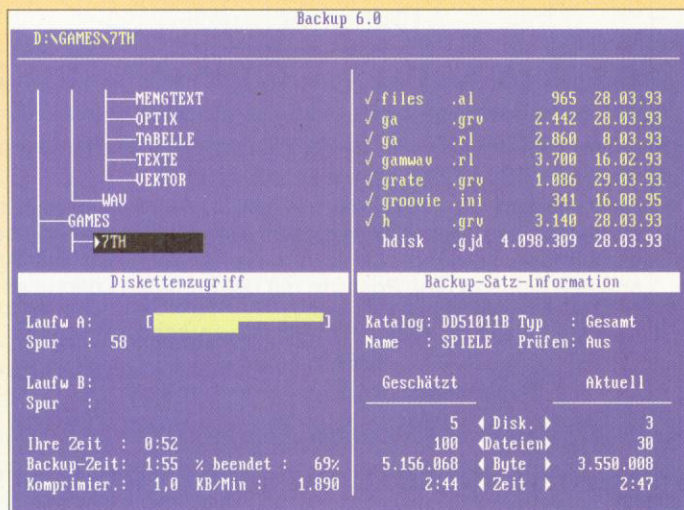 Backup 6.0
D:\GAMES\7TH
MENGTEXT
OPTIX
TABELLE
TEXTE
VEKTOR
WAV
GAMES
7TH
√ files .al 965 28.03.93
√ ga .grv 2.442 28.03.93
√ ga .rl 2.860 8.03.93
√ gamwav .rl 3.700 16.02.93
√ grate .grv 1.086 29.03.93
√ groovie .ini 341 16.08.95
√ h .grv 3.140 28.03.93
hdisk .gjd 4.098.309 28.03.93
Diskettenzugriff
Laufw A: [ ]
Spur : 58
Laufw B:
Spur :
Ihre Zeit : 0:52
Backup-Zeit: 1:55 % beendet : 69%
Komprimier.: 1,0 KB/Min : 1.890
Backup-Satz-Information
Katalog: DD51011B Typ : Gesamt
Name : SPIELE Prüfen: Aus
Geschätzt Aktuell
5 Disk. 3
100 Dateien 30
5.156.068 Byte 3.550.008
2:44 Zeit 2:47